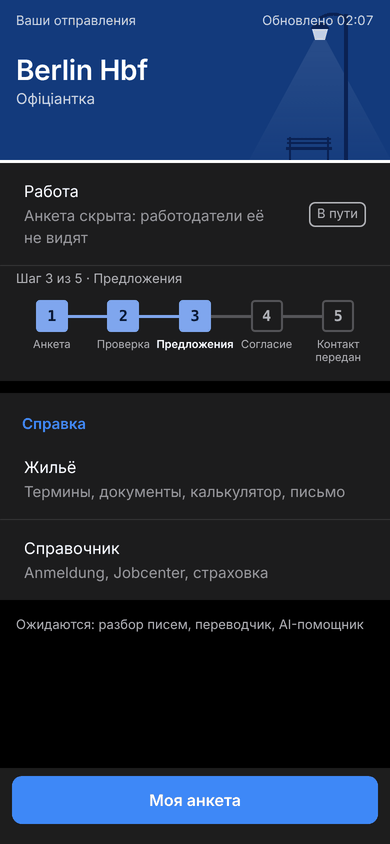 Ваши отправления
Обновлено 02:07
Berlin Hbf
Офіціантка
Работа
Анкета скрыта: работодатели её
не видят
В пути
Шаг 3 из 5 · Предложения
1 2 3 4 5
Анкета Проверка Предложения Согласие Контакт
передан
Справка
Жильё
Термины, документы, калькулятор, письмо
Справочник
Anmeldung, Jobcenter, страховка
Ожидаются: разбор писем, переводчик, AI-помощник
Моя анкета